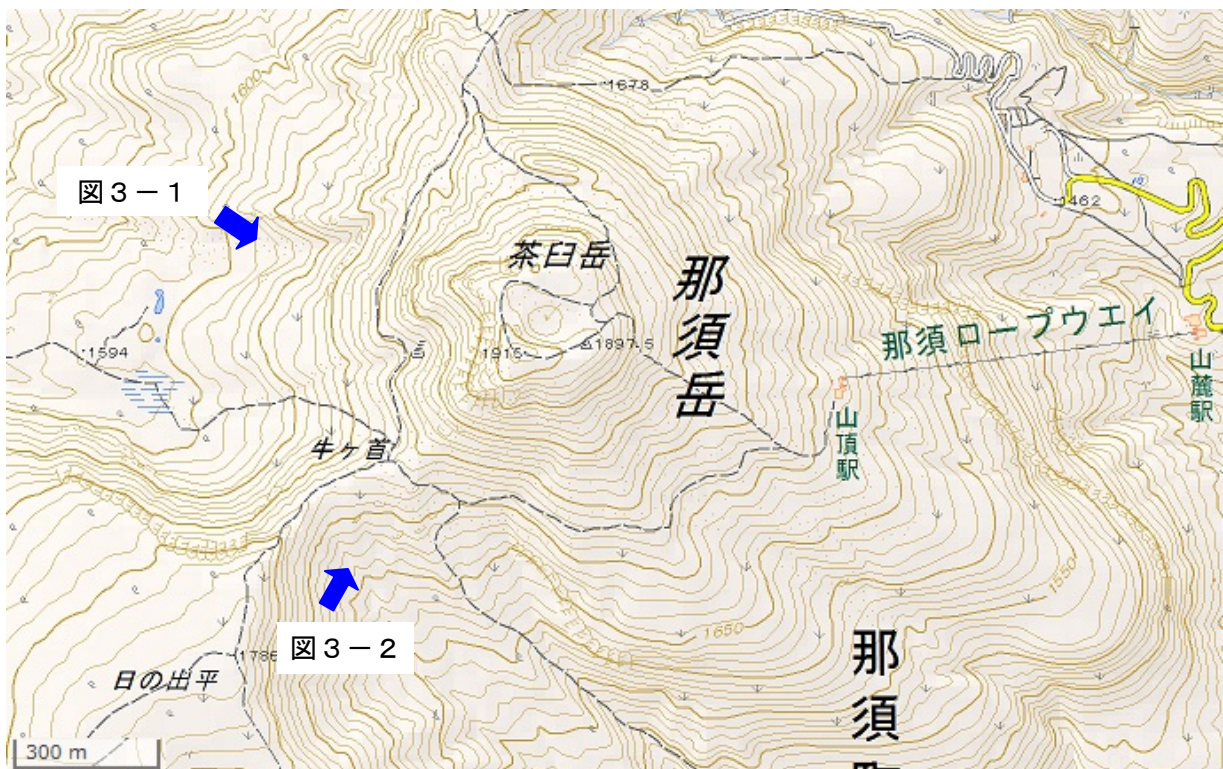 1600
1678
図３－１
1462
茶臼岳
那須岳
那須ロープウエイ
1594
1915
1897.5
山麓駅
山頂駅
牛ヶ首
1550
1650
図３－２
1786
日の出平
那須
300 m